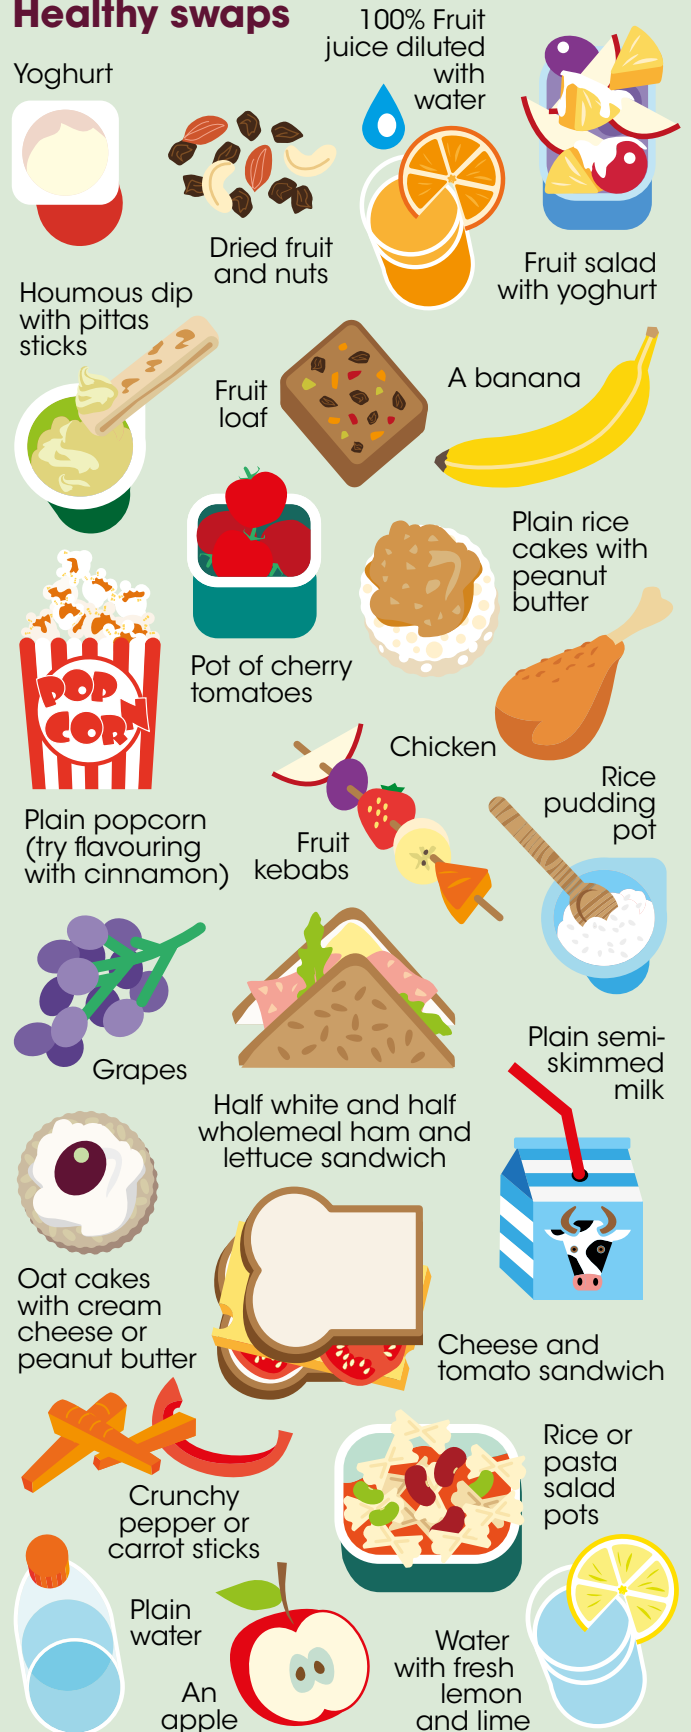 Healthy swaps
Yoghurt
100% Fruit
juice diluted
with
water
Dried fruit
and nuts
Fruit salad
with yoghurt
Houmous dip
with pittas
sticks
Fruit
loaf
A banana
Plain rice
cakes with
peanut
butter
Pot of cherry
tomatoes
POP
CORN
Chicken
Plain popcorn
(try flavouring
with cinnamon)
Fruit
kebabs
Rice
pudding
pot
Grapes
Half white and half
wholemeal ham and
lettuce sandwich
Plain semi-
skimmed
milk
Oat cakes
with cream
cheese or
peanut butter
Cheese and
tomato sandwich
Crunchy
pepper or
carrot sticks
Rice or
pasta
salad
pots
Plain
water
An
apple
Water
with fresh
lemon
and lime